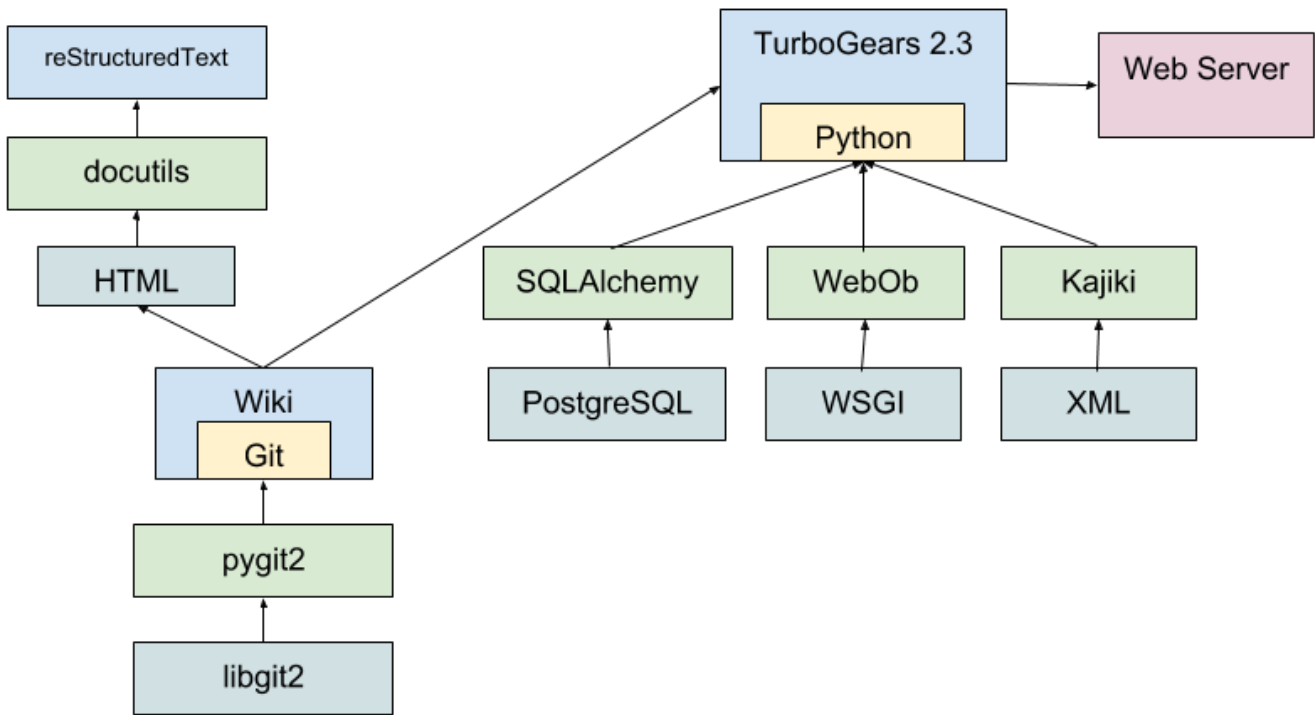 reStructuredText
TurboGears 2.3
Web Server
Python
docutils
HTML
SQLAlchemy
WebOb
Kajiki
Wiki
PostgreSQL
WSGI
XML
Git
pygit2
libgit2